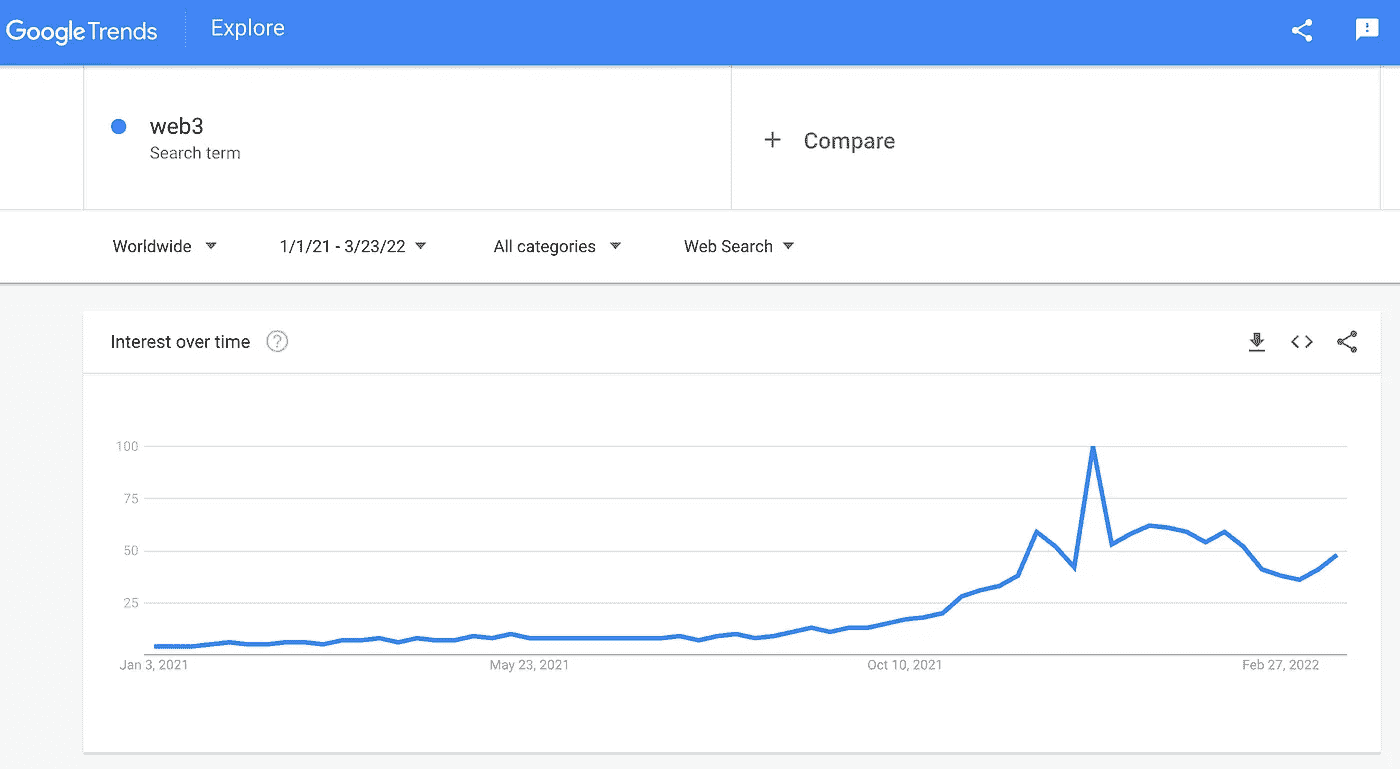 Google Trends Explore
web3
Search term
+ Compare
Worldwide 1/1/21 - 3/23/22 All categories Web Search
Interest over time ?
100
75
50
25
Jan 3, 2021 May 23, 2021 Oct 10, 2021 Feb 27, 2022